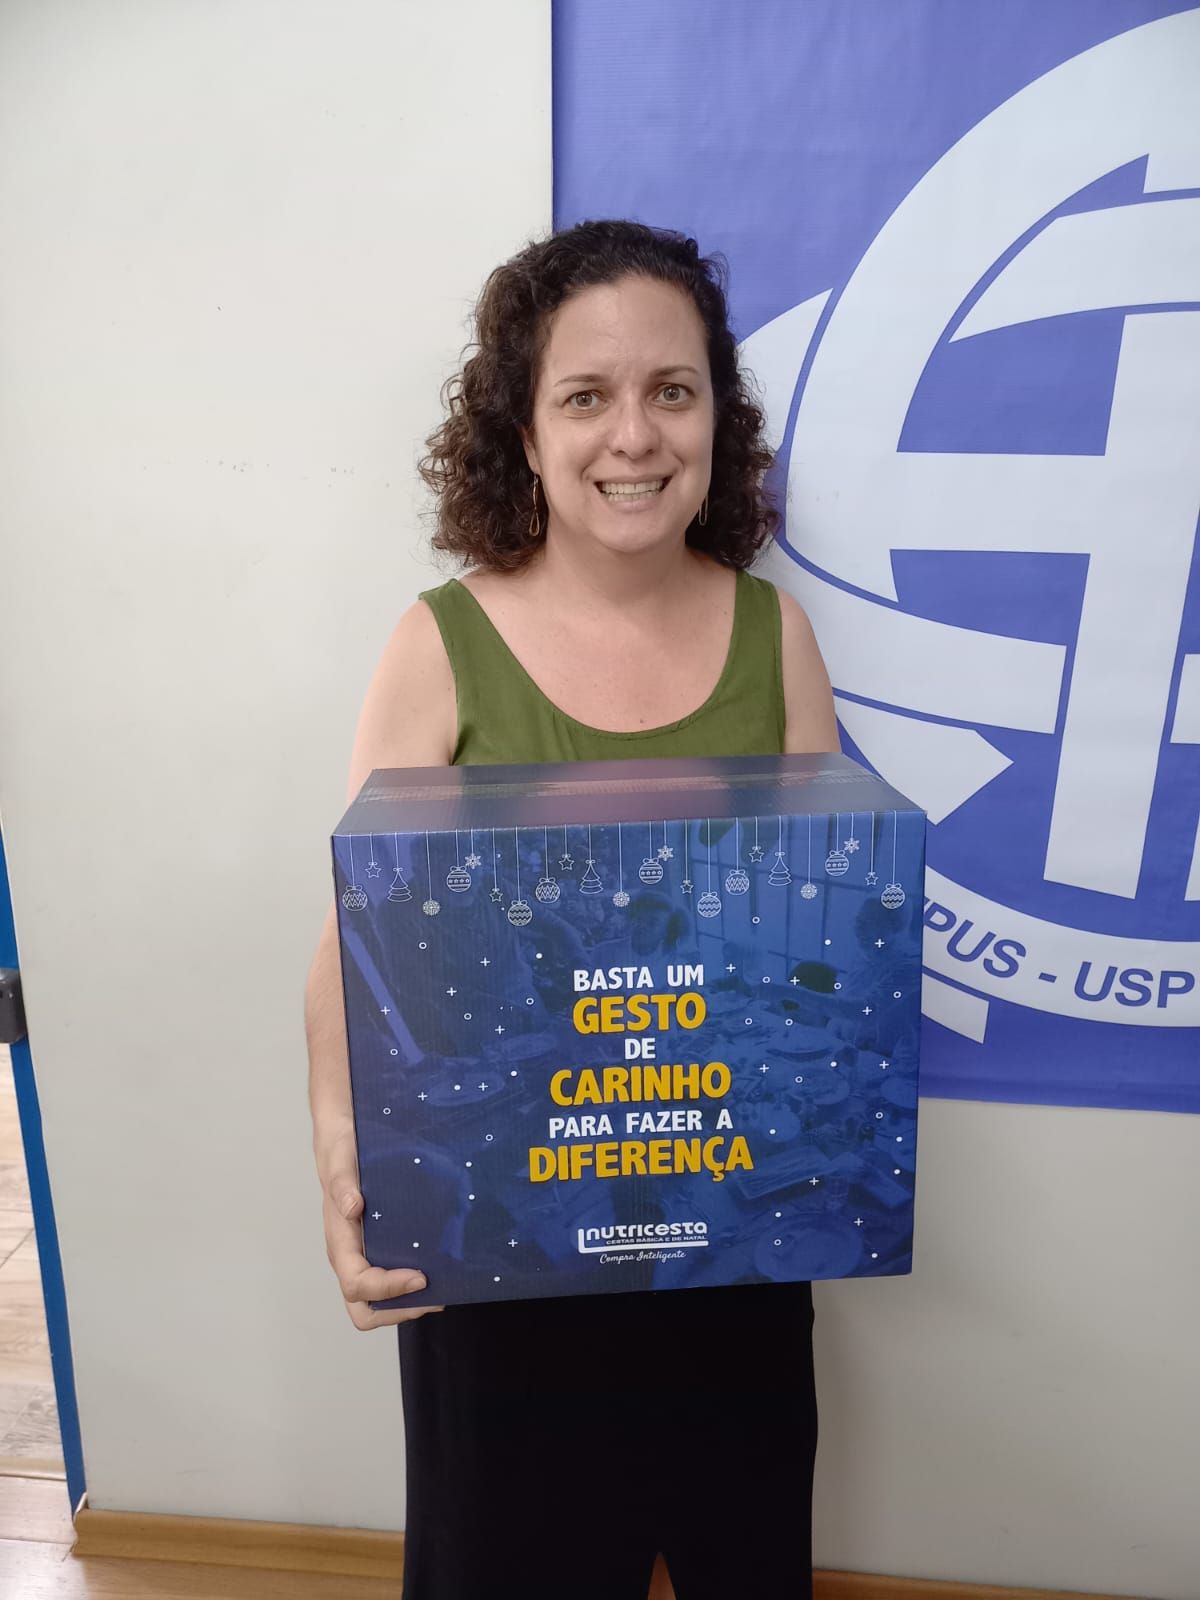 BASTA UM
GESTO
DE
CARINHO
PARA FAZER A
DIFERENÇA
nutricesta
CESTAS BÁSICA E DE NATAL
Compra Inteligente
PUS - USP